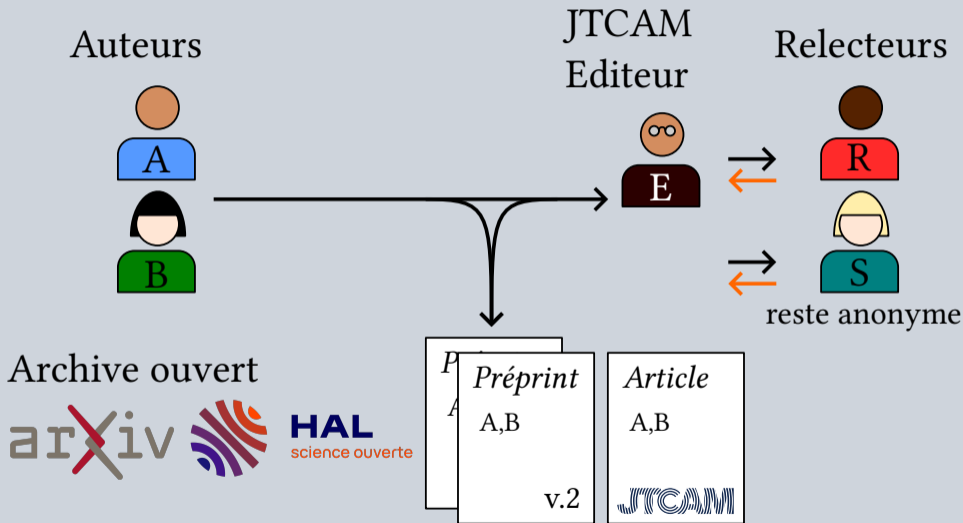 Auteurs
JTCAM
Editeur
Relecteurs
A
E
R
B
S
reste anonyme
Archive ouvert
arXiv
HAL
science ouverte
P
A
Préprint
A,B
v.2
Article
A,B
JTCAM